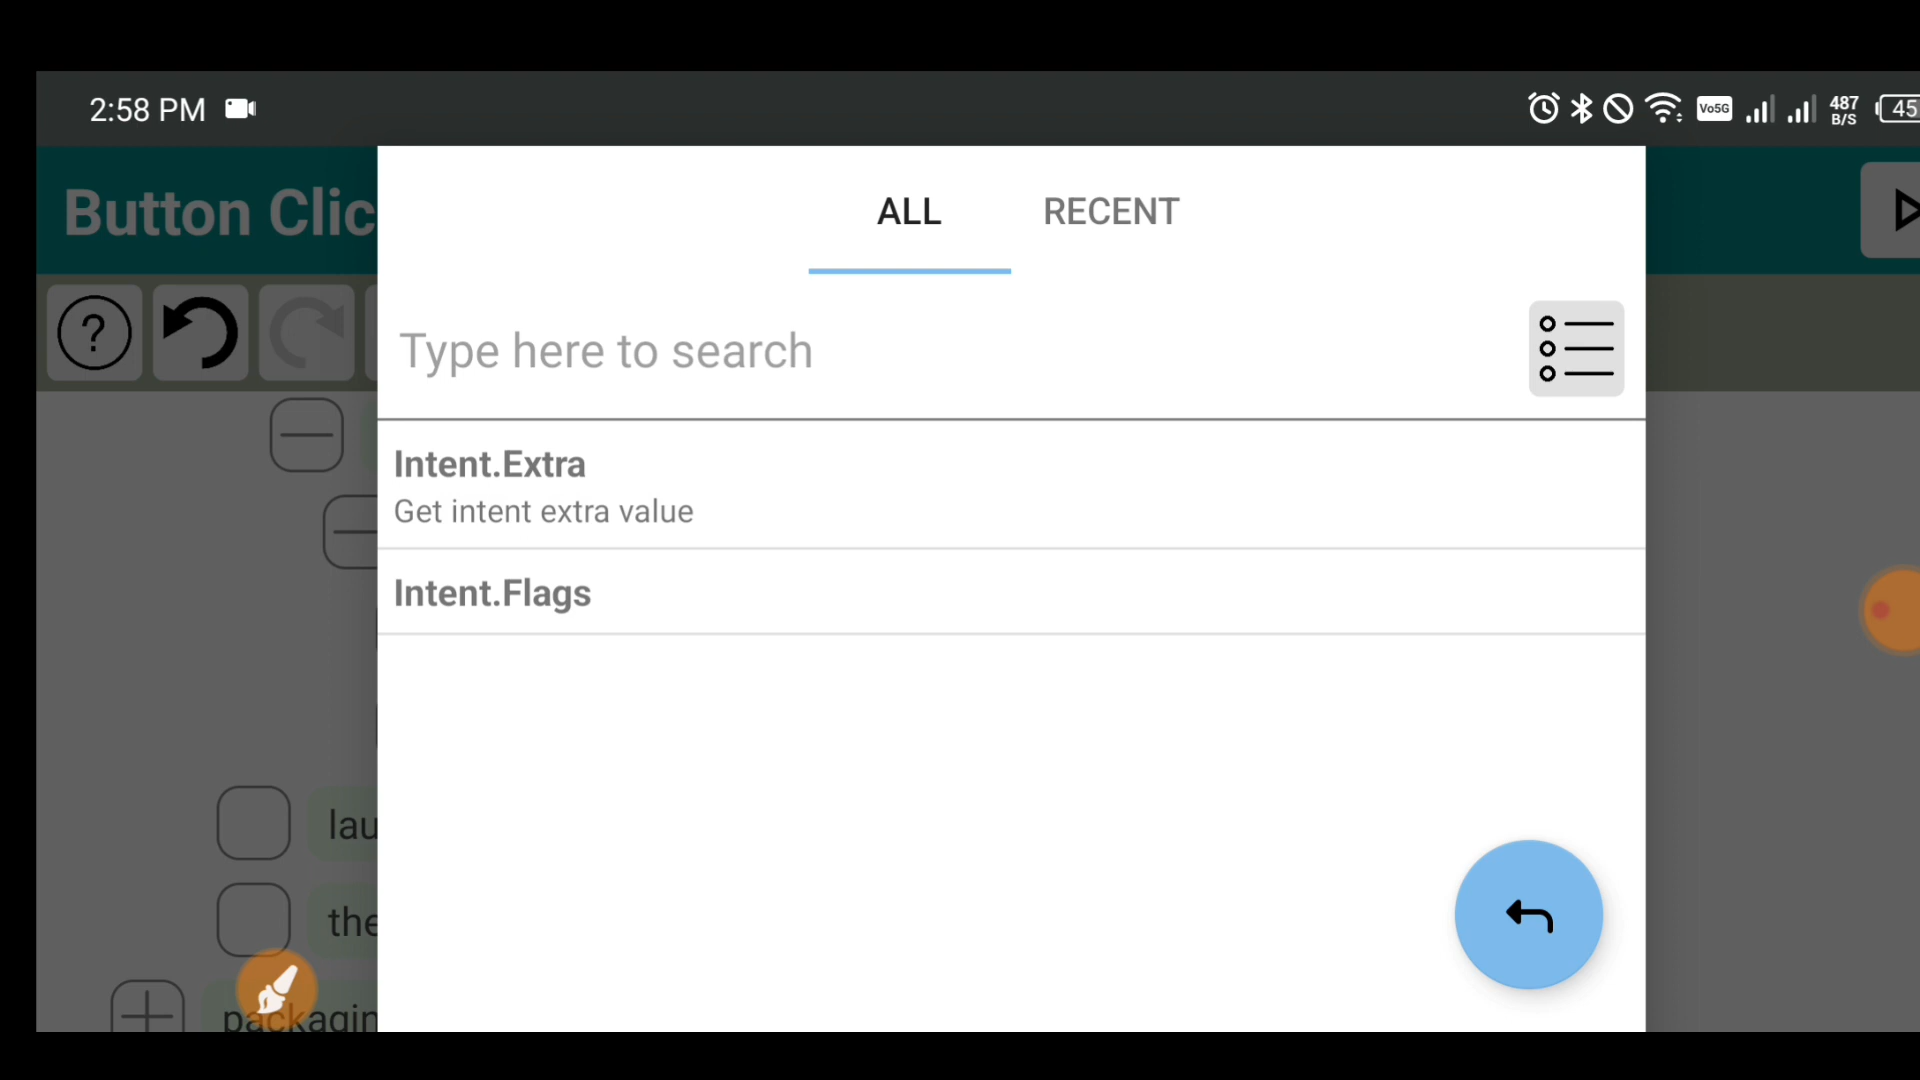 2:58 PM
Vo5G
487
B/S
45
Button Clic
ALL
RECENT
?
Type here to search
Intent.Extra
Get intent extra value
Intent.Flags
lau
the
packagin